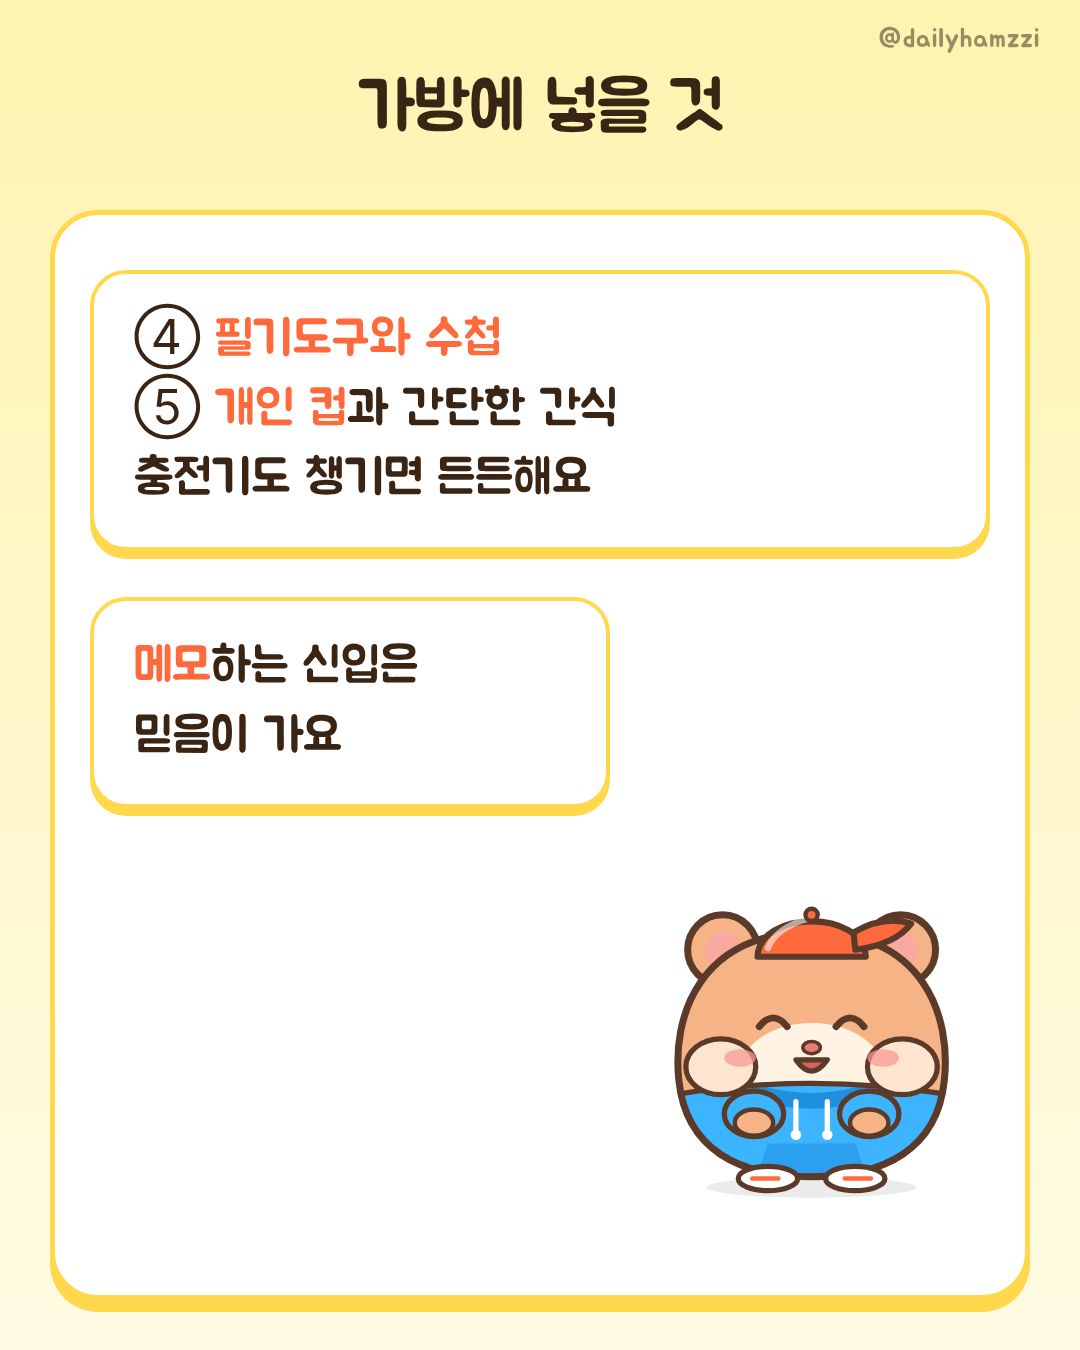 @dailyhamzzi
가방에 넣을 것
④ 필기도구와 수첩
⑤ 개인 컵과 간단한 간식
충전기도 챙기면 든든해요
메모하는 신입은
믿음이 가요